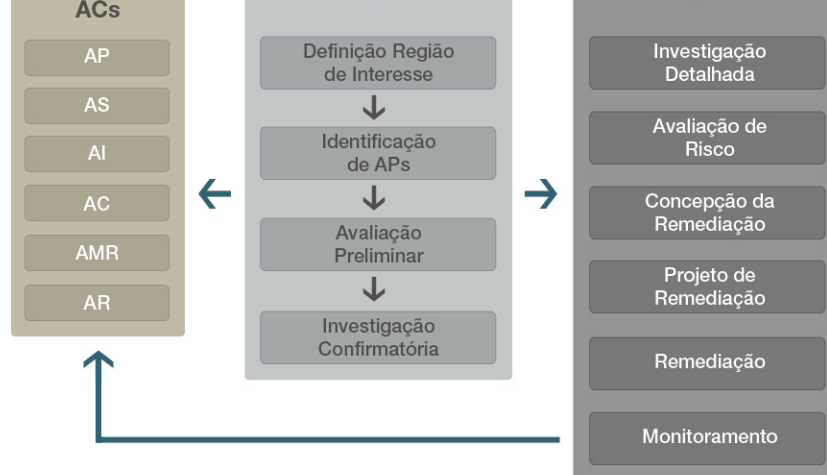 ACs
AP
AS
AI
AC
AMR
AR
Definição Região
de Interesse
Identificação
de APs
Avaliação
Preliminar
Investigação
Confirmatória
Investigação
Detalhada
Avaliação de
Risco
Concepção da
Remediação
Projeto de
Remediação
Remediação
Monitoramento